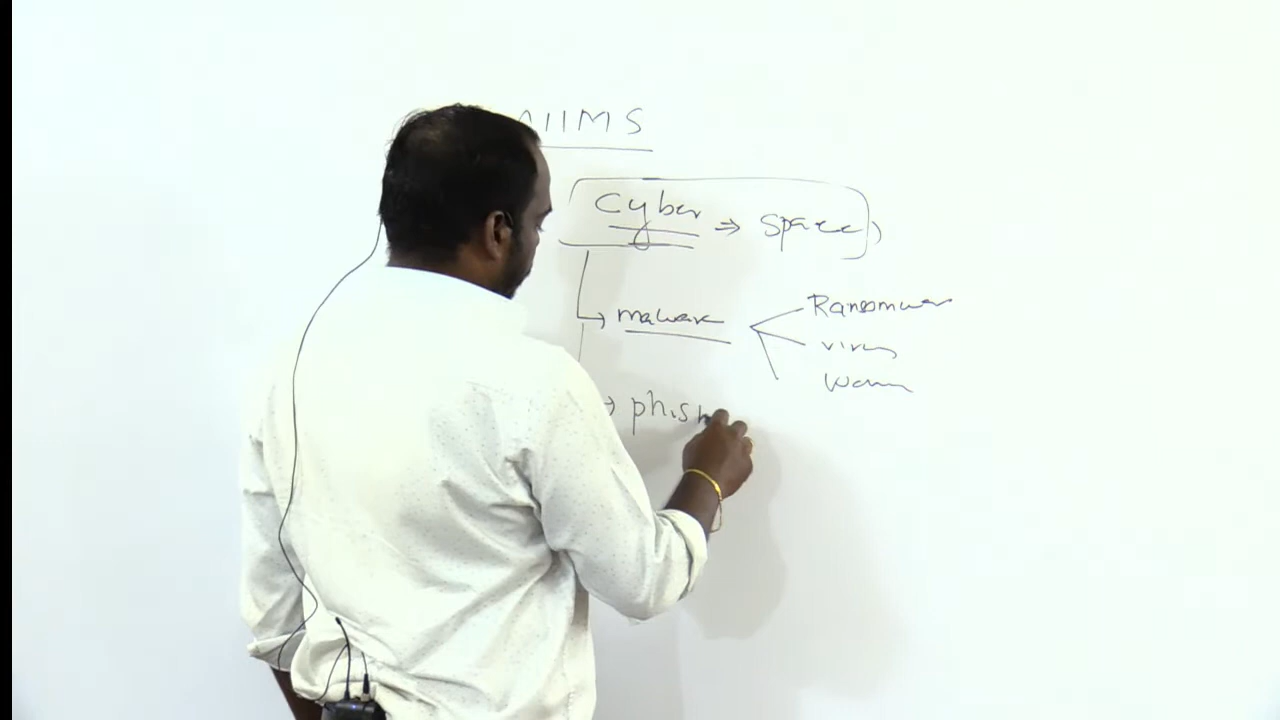 AIIMS
Cyber => Space
malware
Ransomware
virus
worm
→ phish